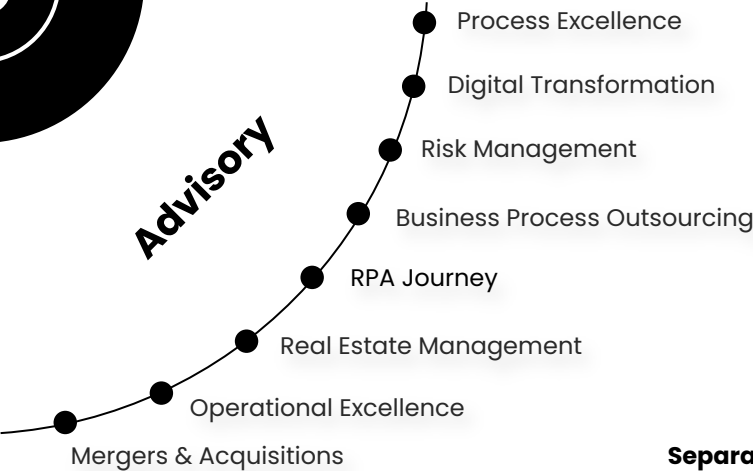 Process Excellence
Digital Transformation
Risk Management
Advisory
Business Process Outsourcing
RPA Journey
Real Estate Management
Operational Excellence
Mergers & Acquisitions